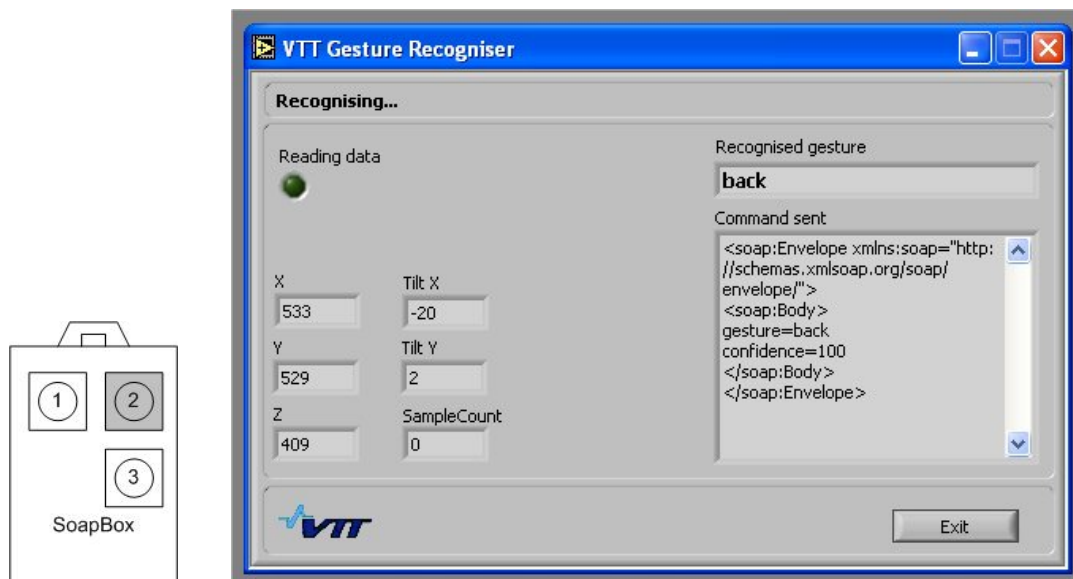 1
2
3
SoapBox
VTT Gesture Recogniser
Recognising...
Reading data
X
533
Tilt X
-20
Y
529
Tilt Y
2
Z
409
SampleCount
0
Recognised gesture
back
Command sent
<soap:Envelope xmlns:soap="http:
//schemas.xmlsoap.org/soap/
envelope/">
<soap:Body>
gesture=back
confidence=100
</soap:Body>
</soap:Envelope>
VTT
Exit